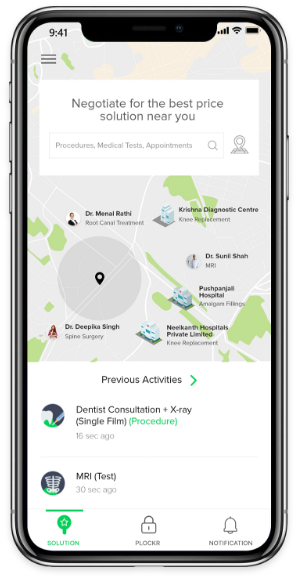 9:41
Negotiate for the best price
solution near you
Procedures, Medical Tests, Appointments
Dr. Menal Rathi
Root Canal Treatment
Krishna Diagnostic Centre
Knee Replacement
Dr. Sunil Shah
MRI
Pushpanjali
Hospital
Amalgam Fillings
Dr. Deepika Singh
Spine Surgery
Neelkanth Hospitals
Private Limited
Knee Replacement
Previous Activities
Dentist Consultation + X-ray
(Single Film) (Procedure)
16 sec ago
MRI (Test)
30 sec ago
SOLUTION
PLOCKR
NOTIFICATION